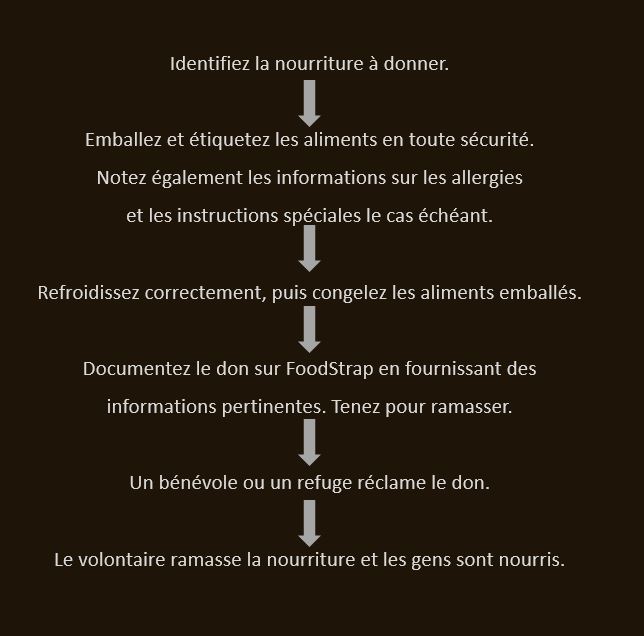 Identifiez la nourriture à donner.
Emballez et étiquetez les aliments en toute sécurité.
Notez également les informations sur les allergies
et les instructions spéciales le cas échéant.
Refroidissez correctement, puis congelez les aliments emballés.
Documentez le don sur FoodStrap en fournissant des
informations pertinentes. Tenez pour ramasser.
Un bénévole ou un refuge réclame le don.
Le volontaire ramasse la nourriture et les gens sont nourris.